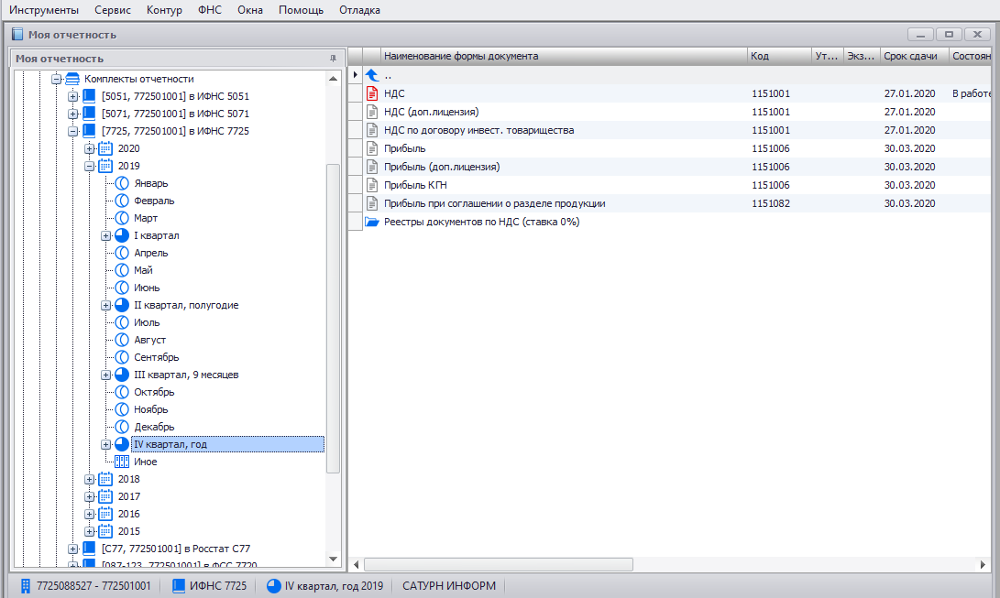 Инструменты Сервис Контур ФНС Окна Помощь Отладка
Моя отчетность
Моя отчетность
Комплекты отчетности
[5051, 772501001] в ИФНС 5051
[5071, 772501001] в ИФНС 5071
[7725, 772501001] в ИФНС 7725
2020
2019
Январь
Февраль
Март
I квартал
Апрель
Май
Июнь
II квартал, полугодие
Июль
Август
Сентябрь
III квартал, 9 месяцев
Октябрь
Ноябрь
Декабрь
IV квартал, год
Иное
2018
2017
2016
2015
[С77, 772501001] в Росстат С77
[087-123, 772501001] в ФСС 7720
Наименование формы документа Код Ут... Экз... Срок сдачи Состоян
..
НДС 1151001 27.01.2020 В работе
НДС (доп.лицензия) 1151001 27.01.2020
НДС по договору инвест. товарищества 1151001 27.01.2020
Прибыль 1151006 30.03.2020
Прибыль (доп.лицензия) 1151006 30.03.2020
Прибыль КГН 1151006 30.03.2020
Прибыль при соглашении о разделе продукции 1151082 30.03.2020
Реестры документов по НДС (ставка 0%)
7725088527 - 772501001 ИФНС 7725 IV квартал, год 2019 САТУРН ИНФОРМ